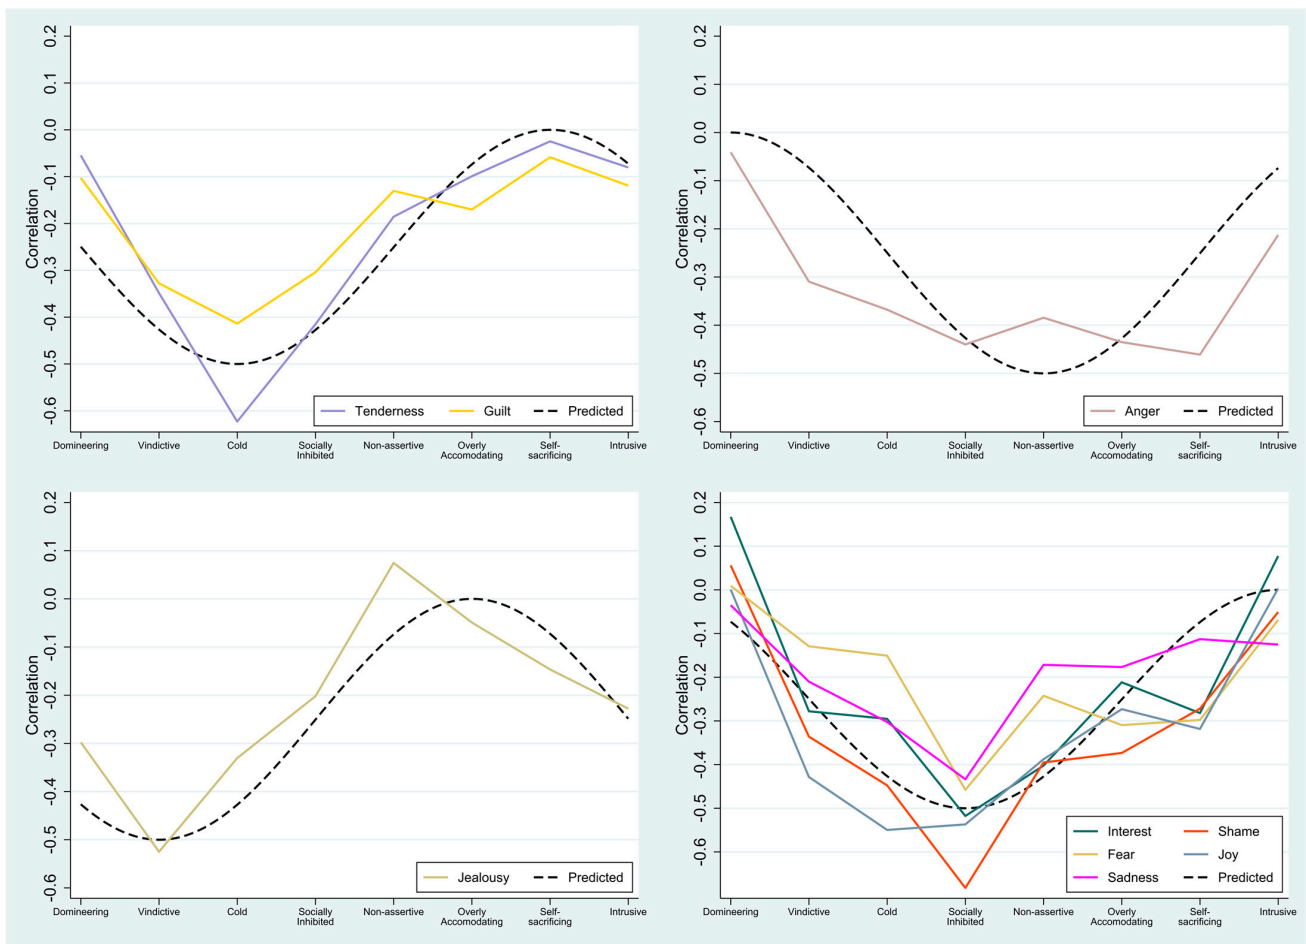 0.2
0.1
0.0
-0.1
-0.2
-0.3
-0.4
-0.5
-0.6
Correlation
Tenderness Guilt Predicted
Domineering Vindictive Cold Socially Non-assertive Overly Self- Intrusive
Inhibited Accomodating sacrificing
0.2
0.1
0.0
-0.1
-0.2
-0.3
-0.4
-0.5
-0.6
Correlation
Anger Predicted
Domineering Vindictive Cold Socially Non-assertive Overly Self- Intrusive
Inhibited Accomodating sacrificing
0.2
0.1
0.0
-0.1
-0.2
-0.3
-0.4
-0.5
-0.6
Correlation
Jealousy Predicted
Domineering Vindictive Cold Socially Non-assertive Overly Self- Intrusive
Inhibited Accomodating sacrificing
0.2
0.1
0.0
-0.1
-0.2
-0.3
-0.4
-0.5
-0.6
Correlation
Interest Shame
Fear Joy
Sadness Predicted
Domineering Vindictive Cold Socially Non-assertive Overly Self- Intrusive
Inhibited Accomodating sacrificing